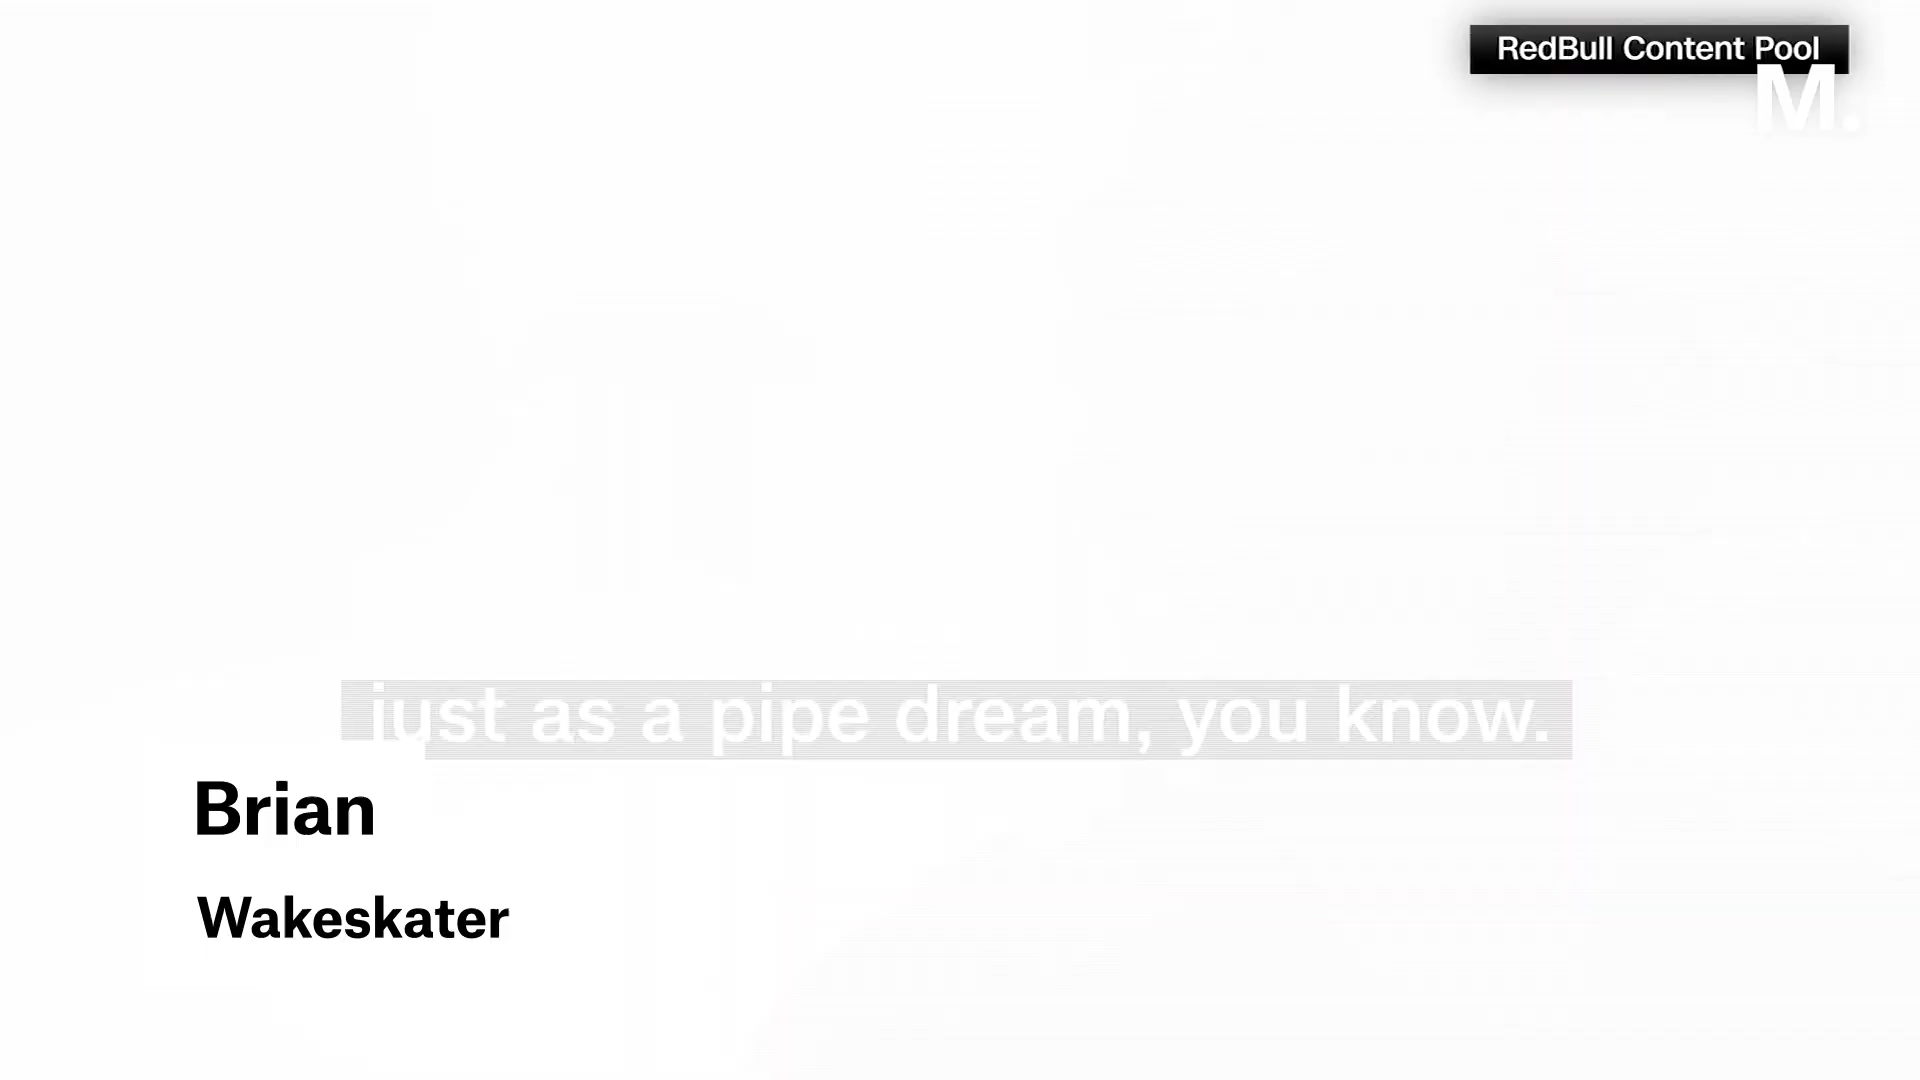 RedBull Content Pool
M.
just as a pipe dream, you know.
Brian
Wakeskater